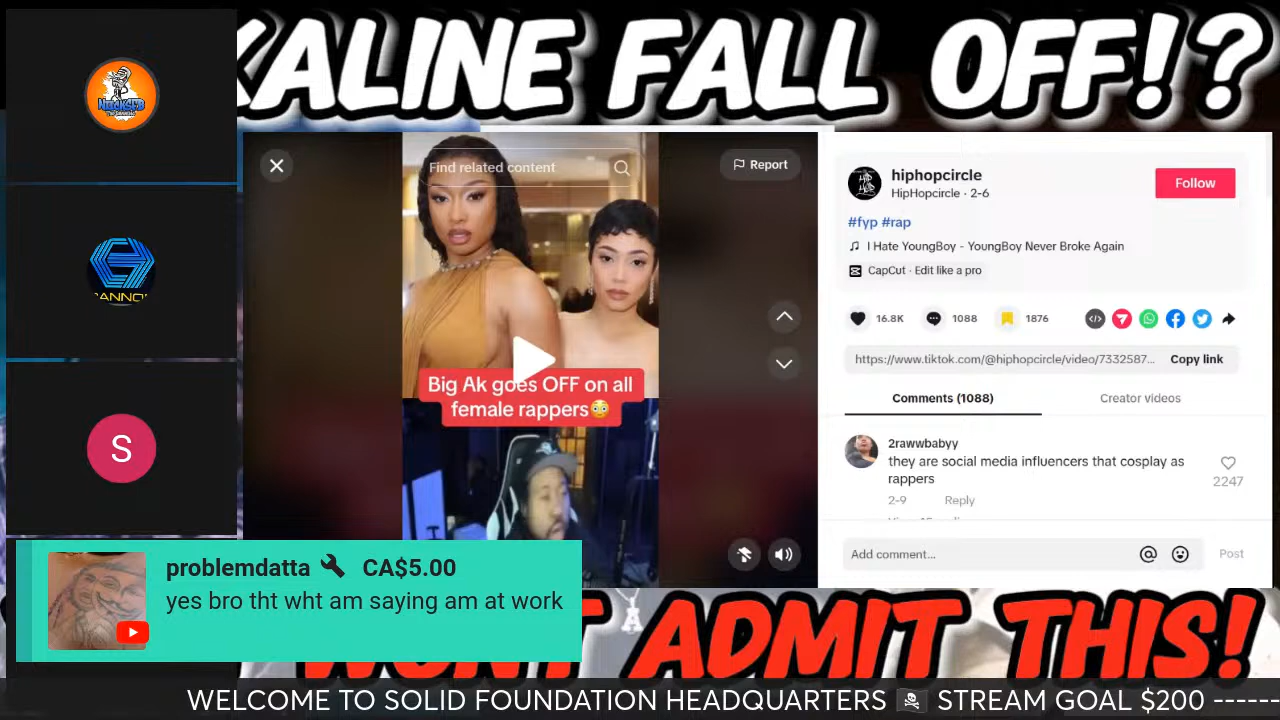 KALINE FALL OFF!?
Find related content
Report
hiphopcircle
HipHopcircle · 2-6
Follow
#fyp #rap
I Hate YoungBoy - YoungBoy Never Broke Again
CapCut · Edit like a pro
16.8K
1088
1876
https://www.tiktok.com/@hiphopcircle/video/7332587...
Copy link
Comments (1088)
Creator videos
Big Ak goes OFF on all
female rappers😳
2rawwbabyy
they are social media influencers that cosplay as
rappers
2247
2-9
Reply
Add comment...
Post
S
problemdatta 🔧 CA$5.00
yes bro tht wht am saying am at work
WONT ADMIT THIS!
WELCOME TO SOLID FOUNDATION HEADQUARTERS ☠ STREAM GOAL $200 ------